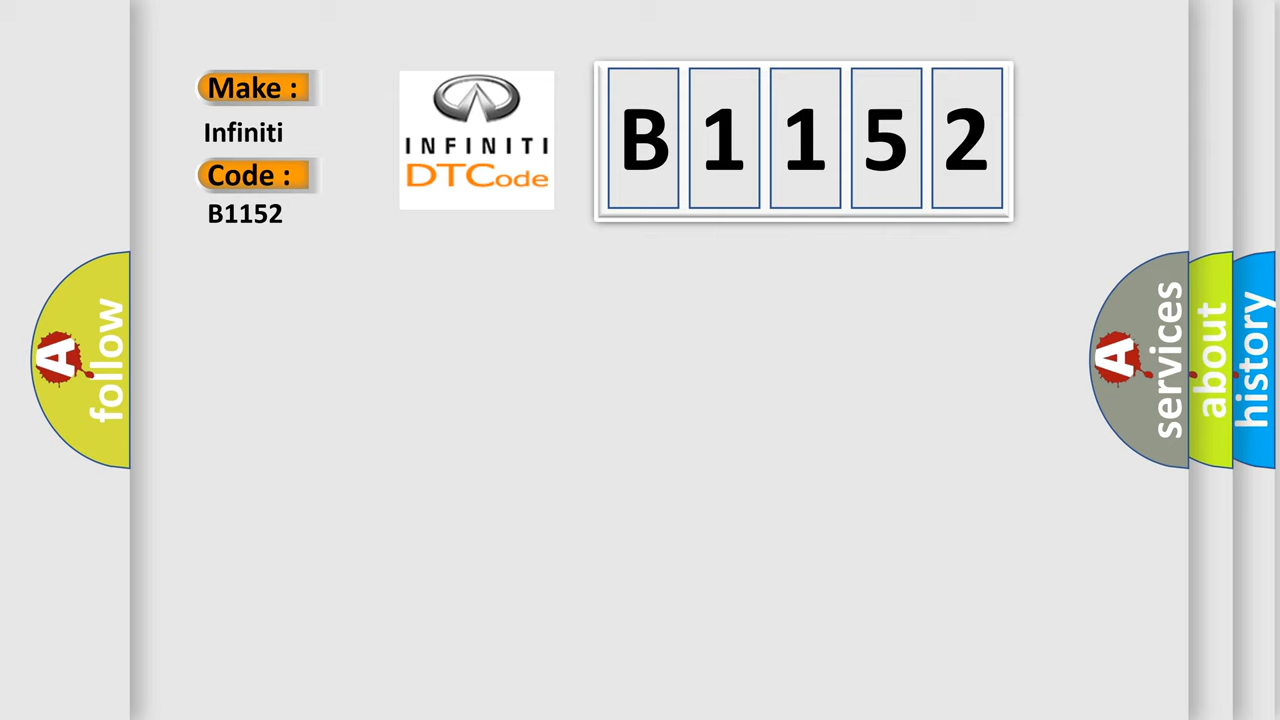 Make :
Infiniti
Code :
B1152
INFINITI
DTCode
B 1 1 5 2
A follow
A services
about
history